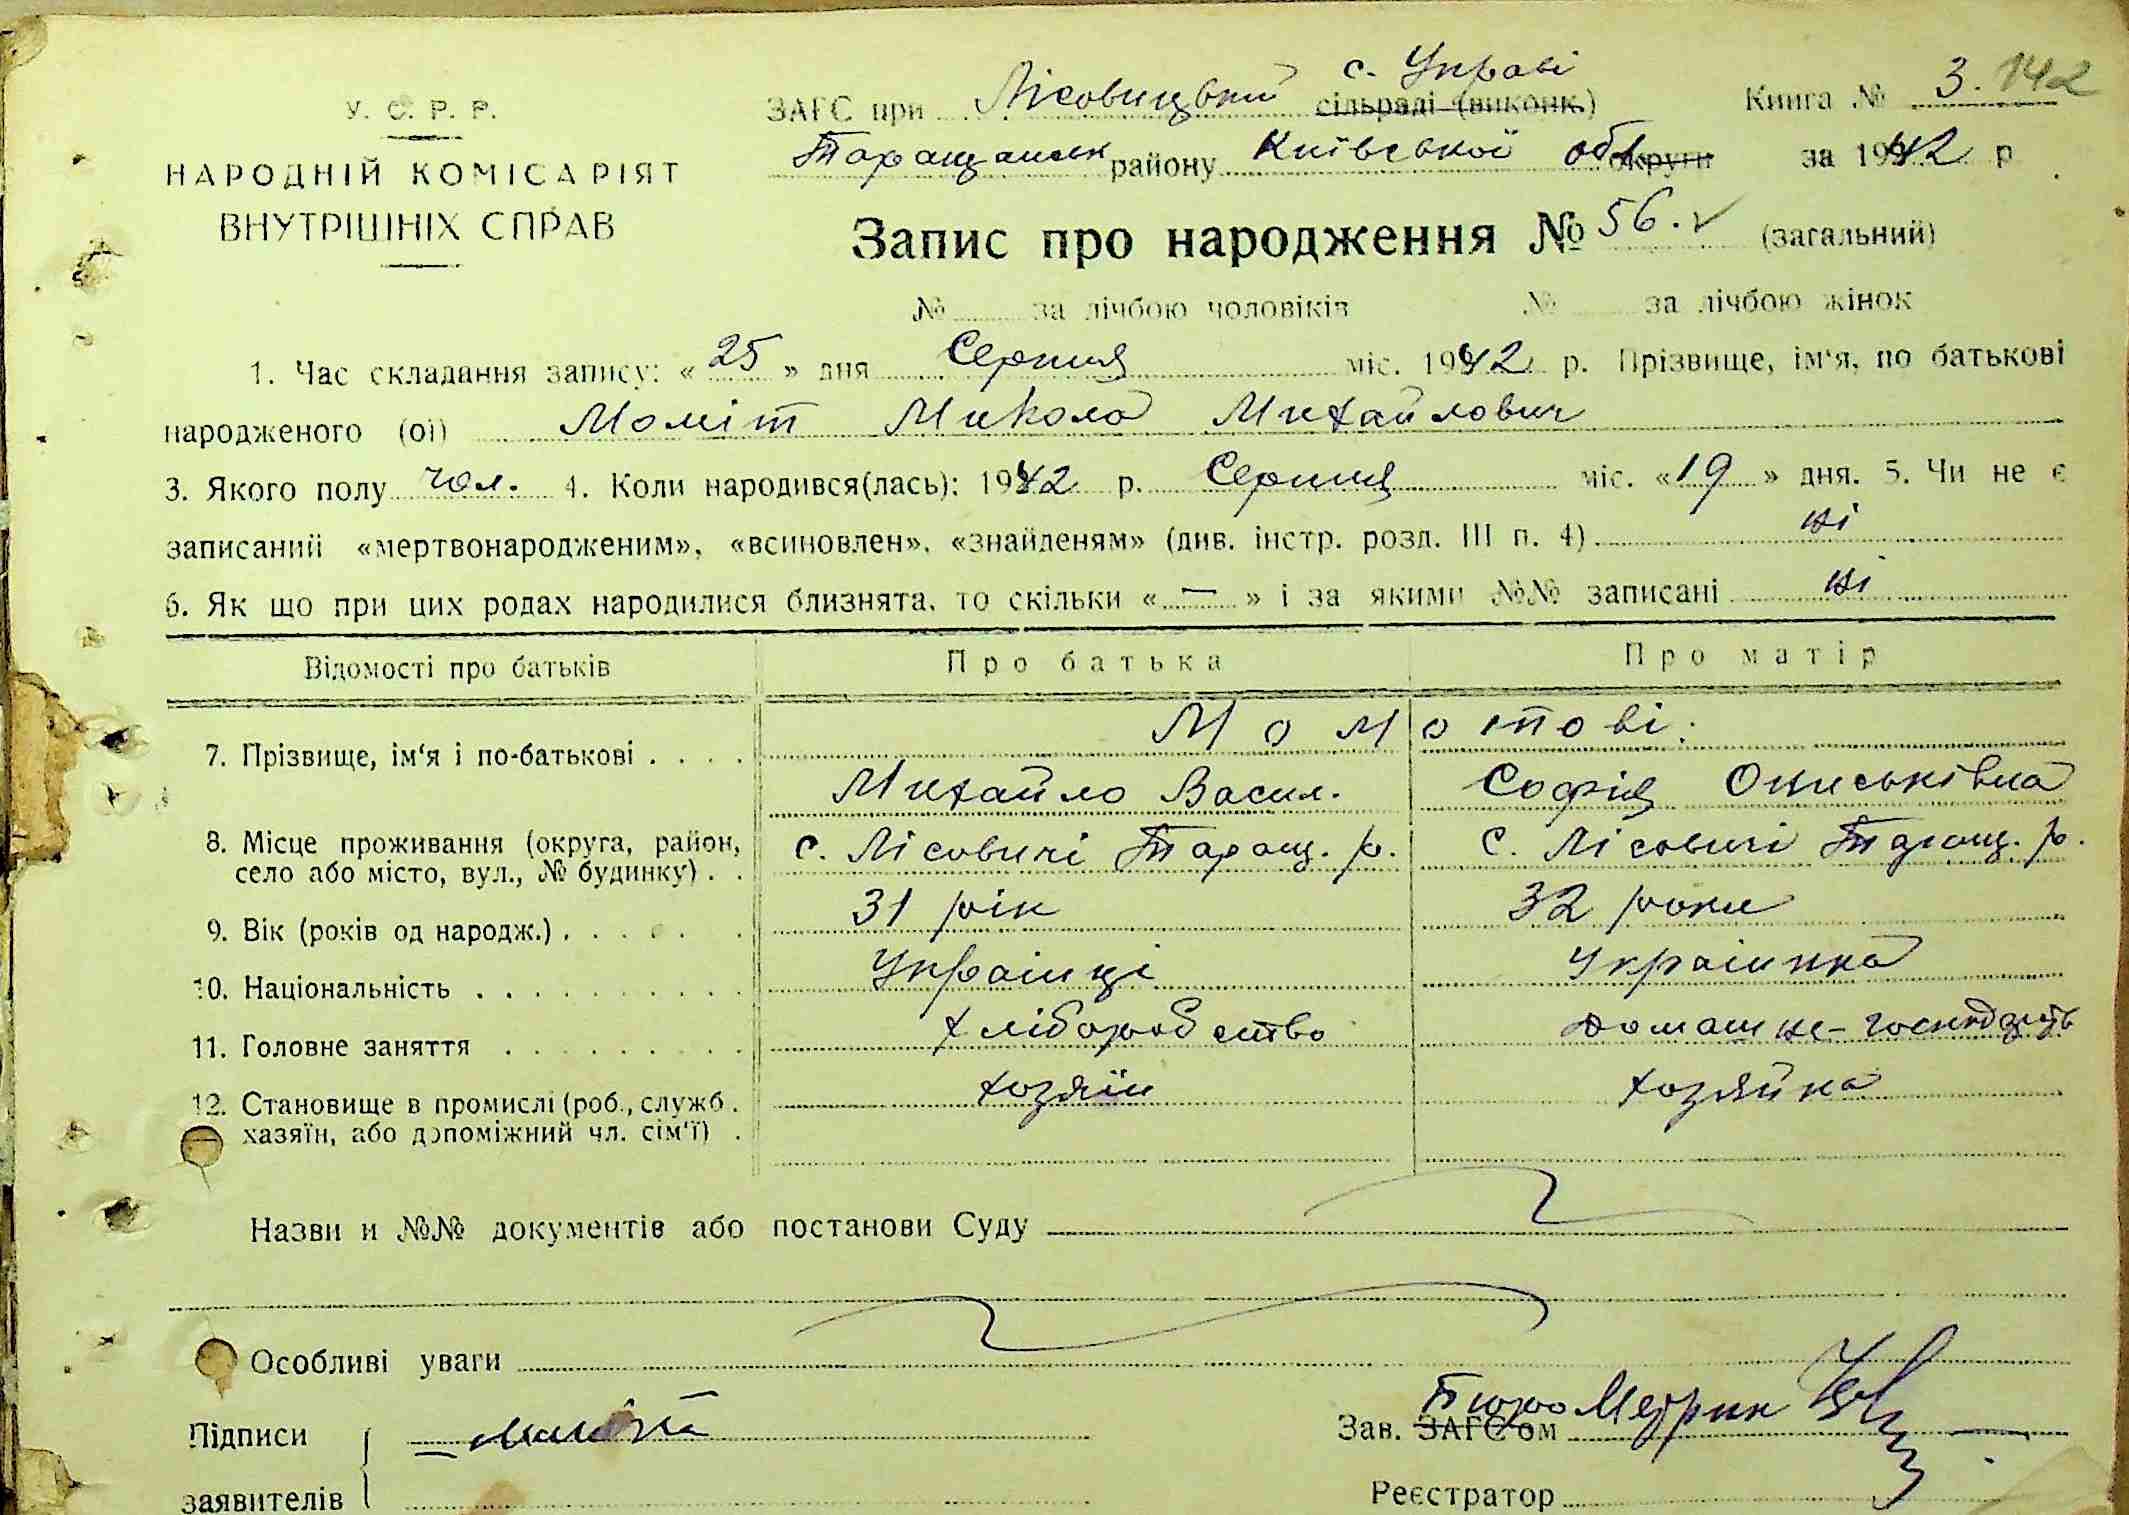 У. С. Р. Р.
НАРОДНІЙ КОМІСАРІЯТ
ВНУТРІШНІХ СПРАВ
ЗАГС при Лісовицькій с. Управі сільраді (виконк.) Книга № 3. 142
Таращанськ району Київської обл округи за 1942 р
Запис про народження № 56. (загальний)
№ за лічбою чоловіків № за лічбою жінок
1. Час складання запису: « 25 » дня Серпня міс. 1942 р. Прізвище, ім'я, по батькові
народженого (ої) Моміт Микола Михайлович
3. Якого полу чол. 4. Коли народився(лась): 1942 р. Серпня міс. «19» дня. 5. Чи не є
записаний «мертвонародженим», «всиновлен», «знайденям» (див. інстр. розд. III п. 4) ні
6. Як що при цих родах народилися близнята, то скільки « — » і за якими №№ записані ні
Відомості про батьків Про батька Про матір
7. Прізвище, ім'я і по-батькові Момотові.
Михайло Васил. Софія Ониськівна
8. Місце проживання (округа, район, с. Лісовичі Таращ. р. с. Лісовичі Таращ. р.
село або місто, вул., № будинку)
9. Вік (років од народж.) 31 рік 32 роки
10. Національність Українці Українка
11. Головне заняття хліборобство домашнє-
12. Становище в промислі (роб., служб. хозяїн хозяйка
хазяїн, або допоміжний чл. сім'ї)
Назви и №№ документів або постанови Суду
Особливі уваги
Підписи Зав. ЗАГС'ом Бюро Метрик
заявителів Реєстратор